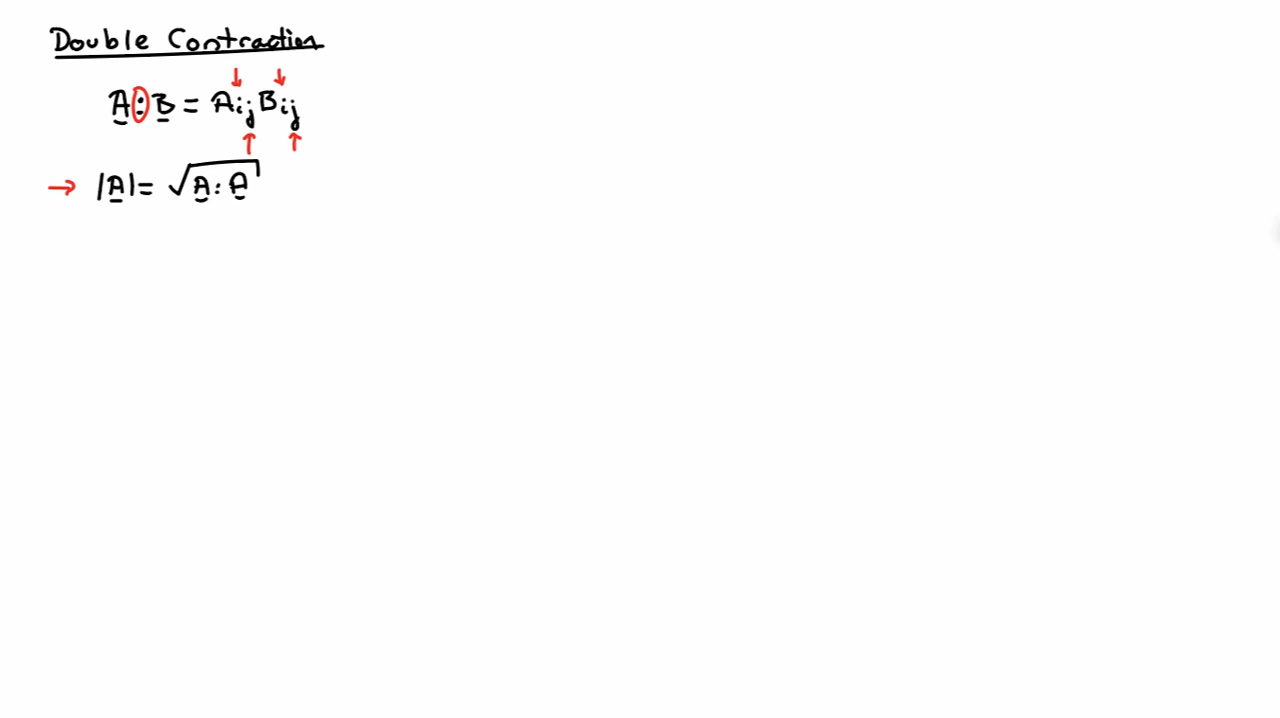 Double Contraction
A̲ : B̲ = AᵢⱼBᵢⱼ
→ |A̲| = √(A̲ : A̲)